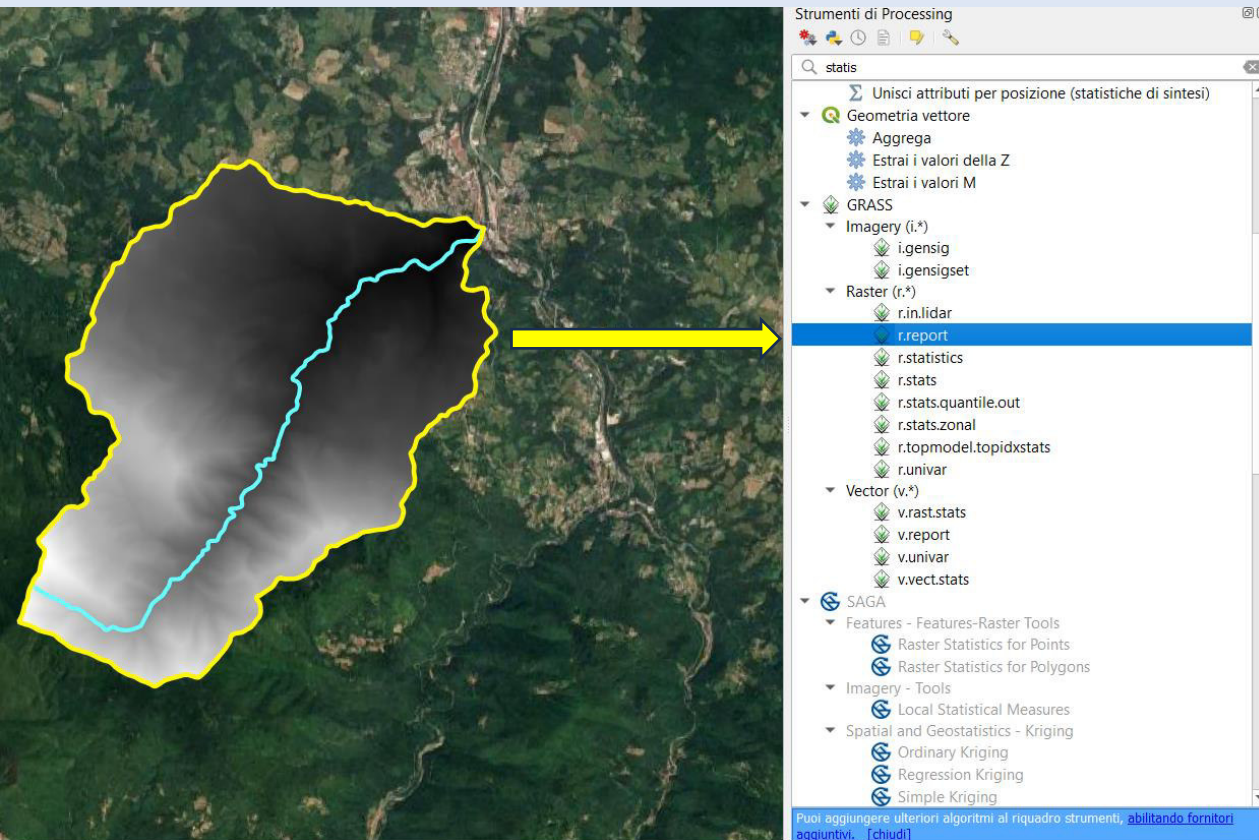 Strumenti di Processing
statis
Unisci attributi per posizione (statistiche di sintesi)
Geometria vettore
Aggrega
Estrai i valori della Z
Estrai i valori M
GRASS
Imagery (i.*)
i.gensig
i.gensigset
Raster (r.*)
r.in.lidar
r.report
r.statistics
r.stats
r.stats.quantile.out
r.stats.zonal
r.topmodel.topidxstats
r.univar
Vector (v.*)
v.rast.stats
v.report
v.univar
v.vect.stats
SAGA
Features - Features-Raster Tools
Raster Statistics for Points
Raster Statistics for Polygons
Imagery - Tools
Local Statistical Measures
Spatial and Geostatistics - Kriging
Ordinary Kriging
Regression Kriging
Simple Kriging
Puoi aggiungere ulteriori algoritmi al riquadro strumenti, abilitando fornitori
aggiuntivi. [chiudi]